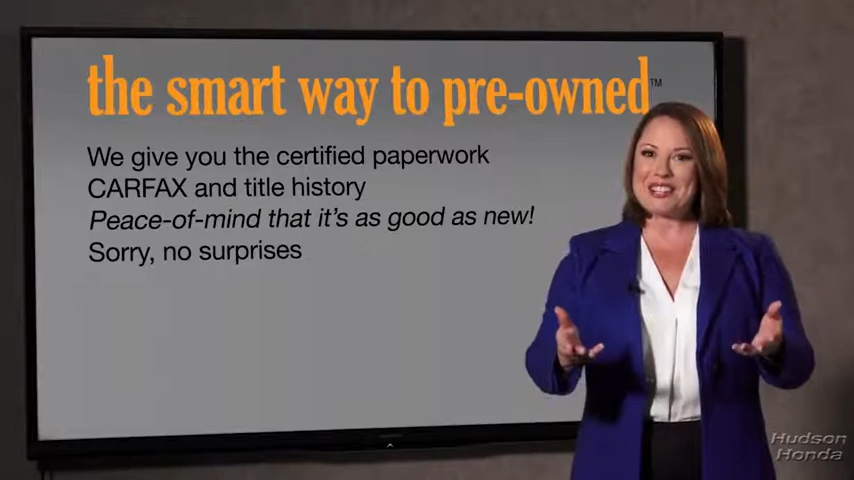 the smart way to pre-owned™
We give you the certified paperwork
CARFAX and title history
Peace-of-mind that it's as good as new!
Sorry, no surprises
Hudson
Honda